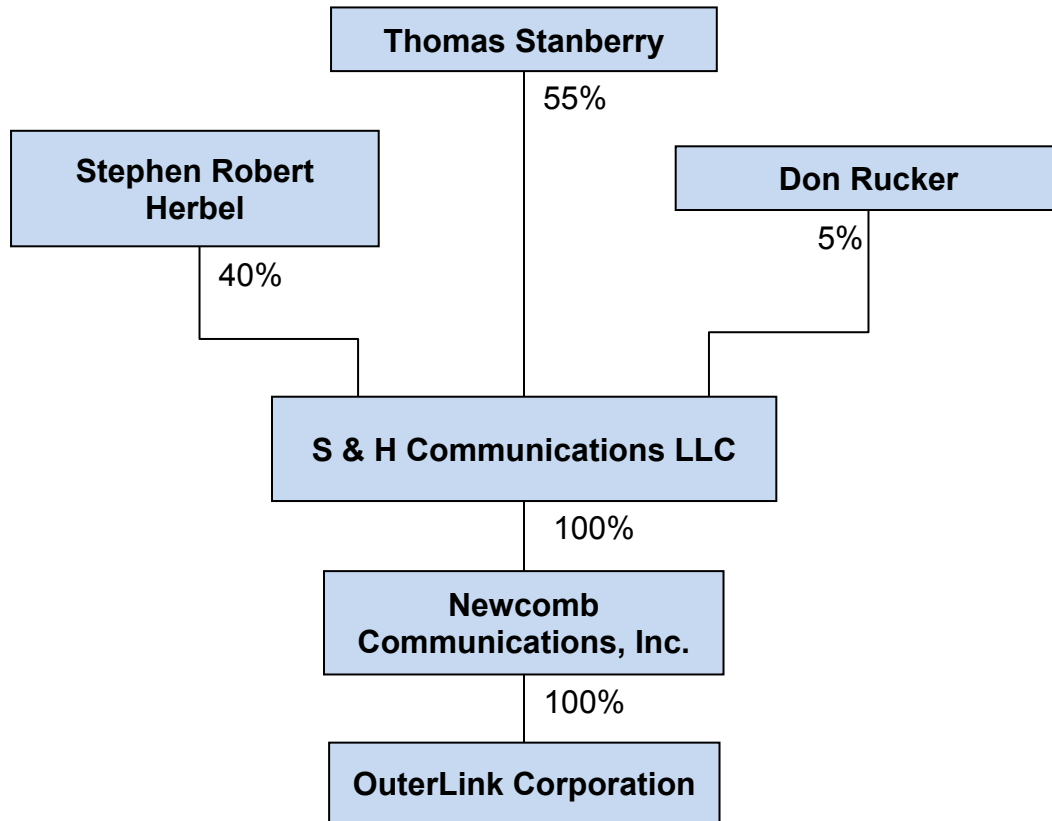 Thomas Stanberry
55%
Stephen Robert
Herbel
40%
Don Rucker
5%
S & H Communications LLC
100%
Newcomb
Communications, Inc.
100%
OuterLink Corporation